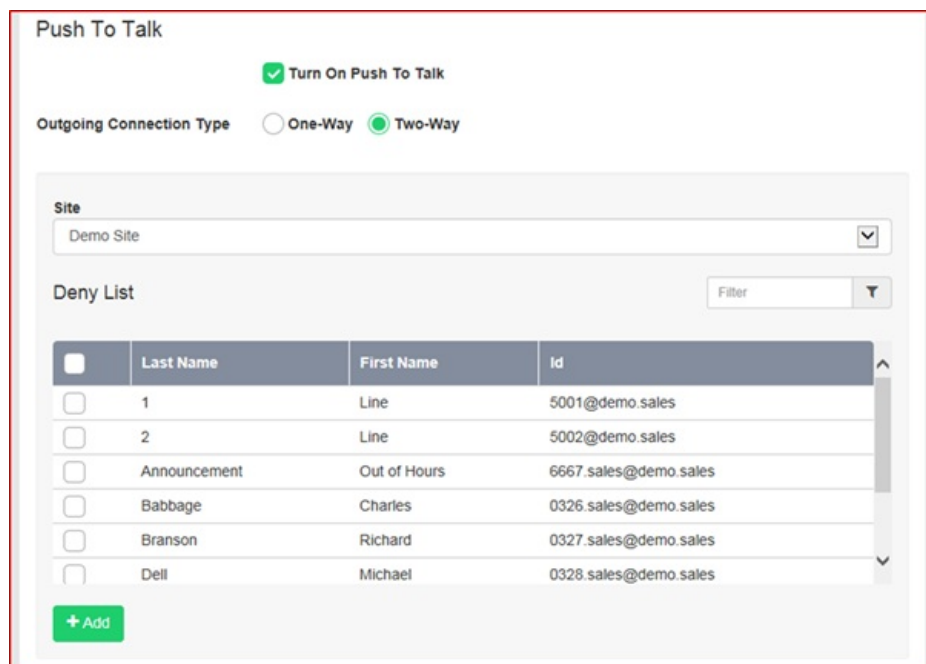 Push To Talk
Turn On Push To Talk
Outgoing Connection Type One-Way Two-Way
Site
Demo Site
Deny List Filter
Last Name First Name Id
1 Line 5001@demo.sales
2 Line 5002@demo.sales
Announcement Out of Hours 6667.sales@demo.sales
Babbage Charles 0326.sales@demo.sales
Branson Richard 0327.sales@demo.sales
Dell Michael 0328.sales@demo.sales
+ Add